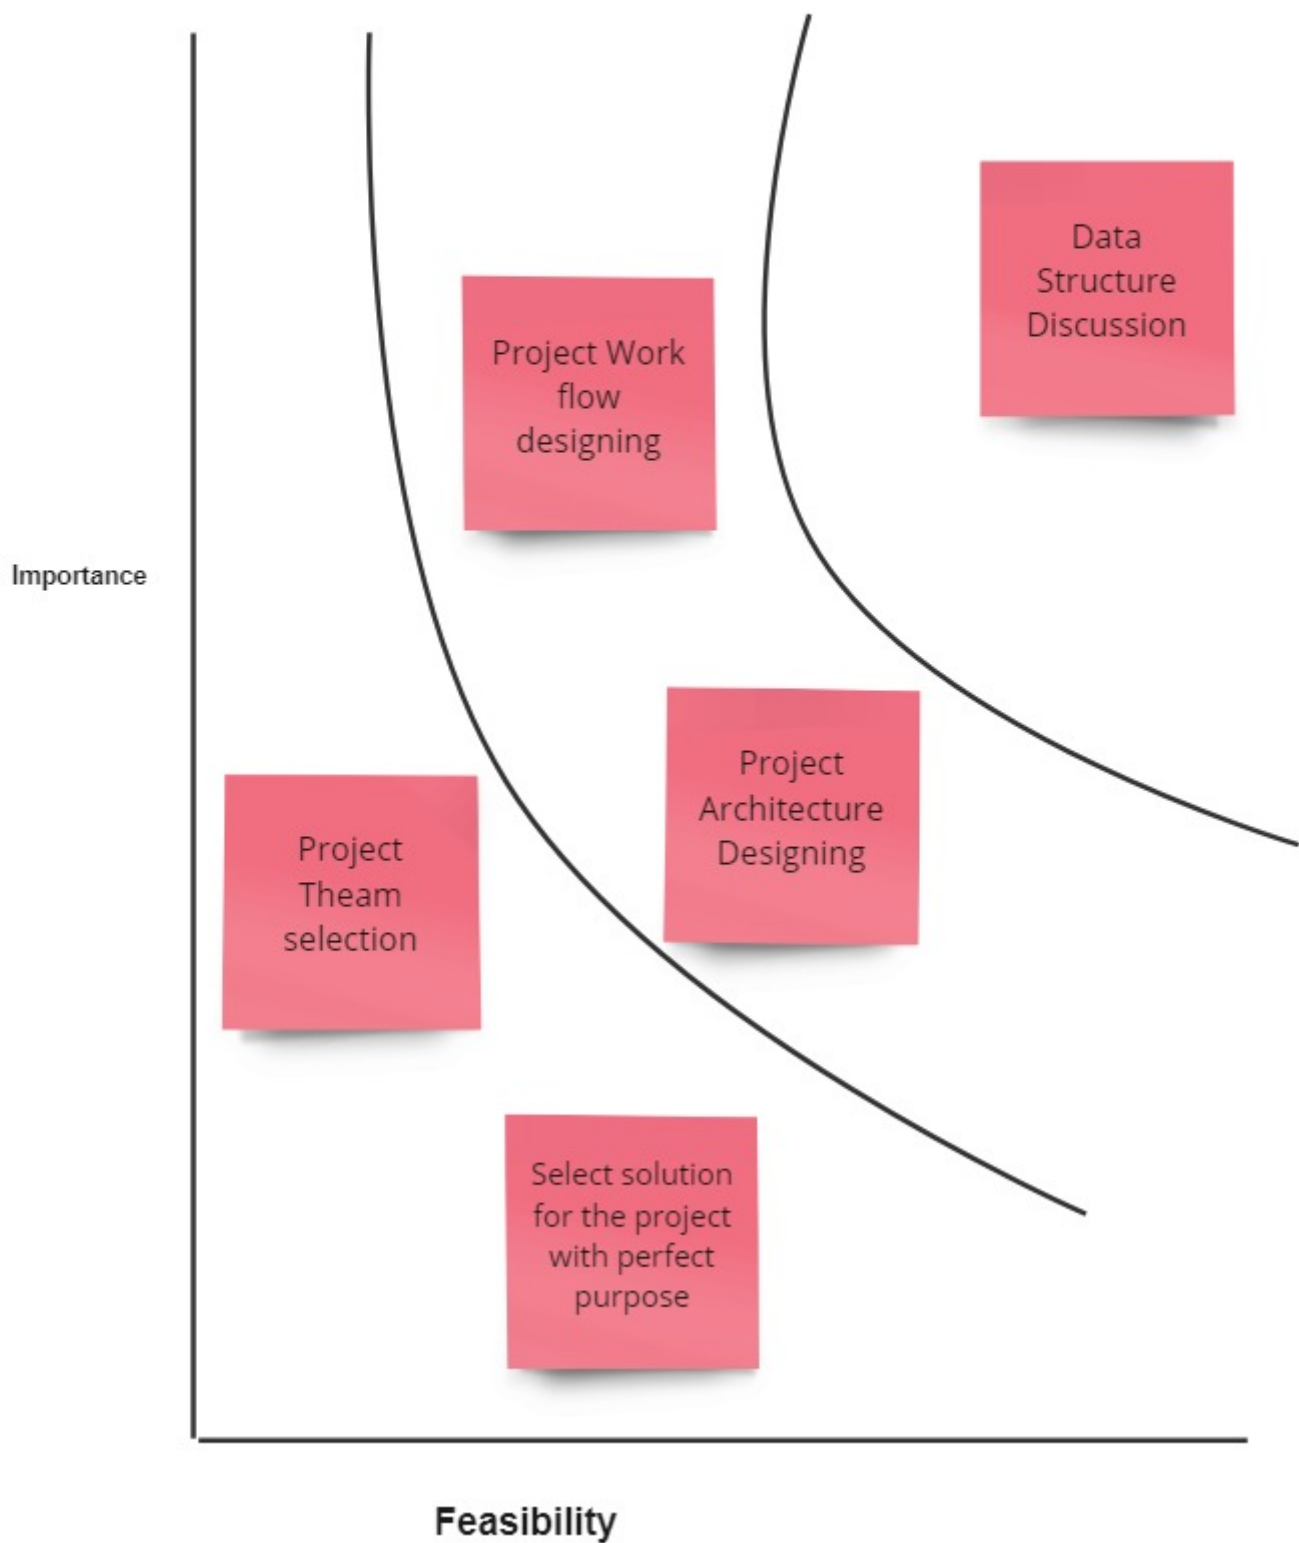 Data
Structure
Discussion
Project Work
flow
designing
Importance
Project
Architecture
Designing
Project
Theam
selection
Select solution
for the project
with perfect
purpose
Feasibility